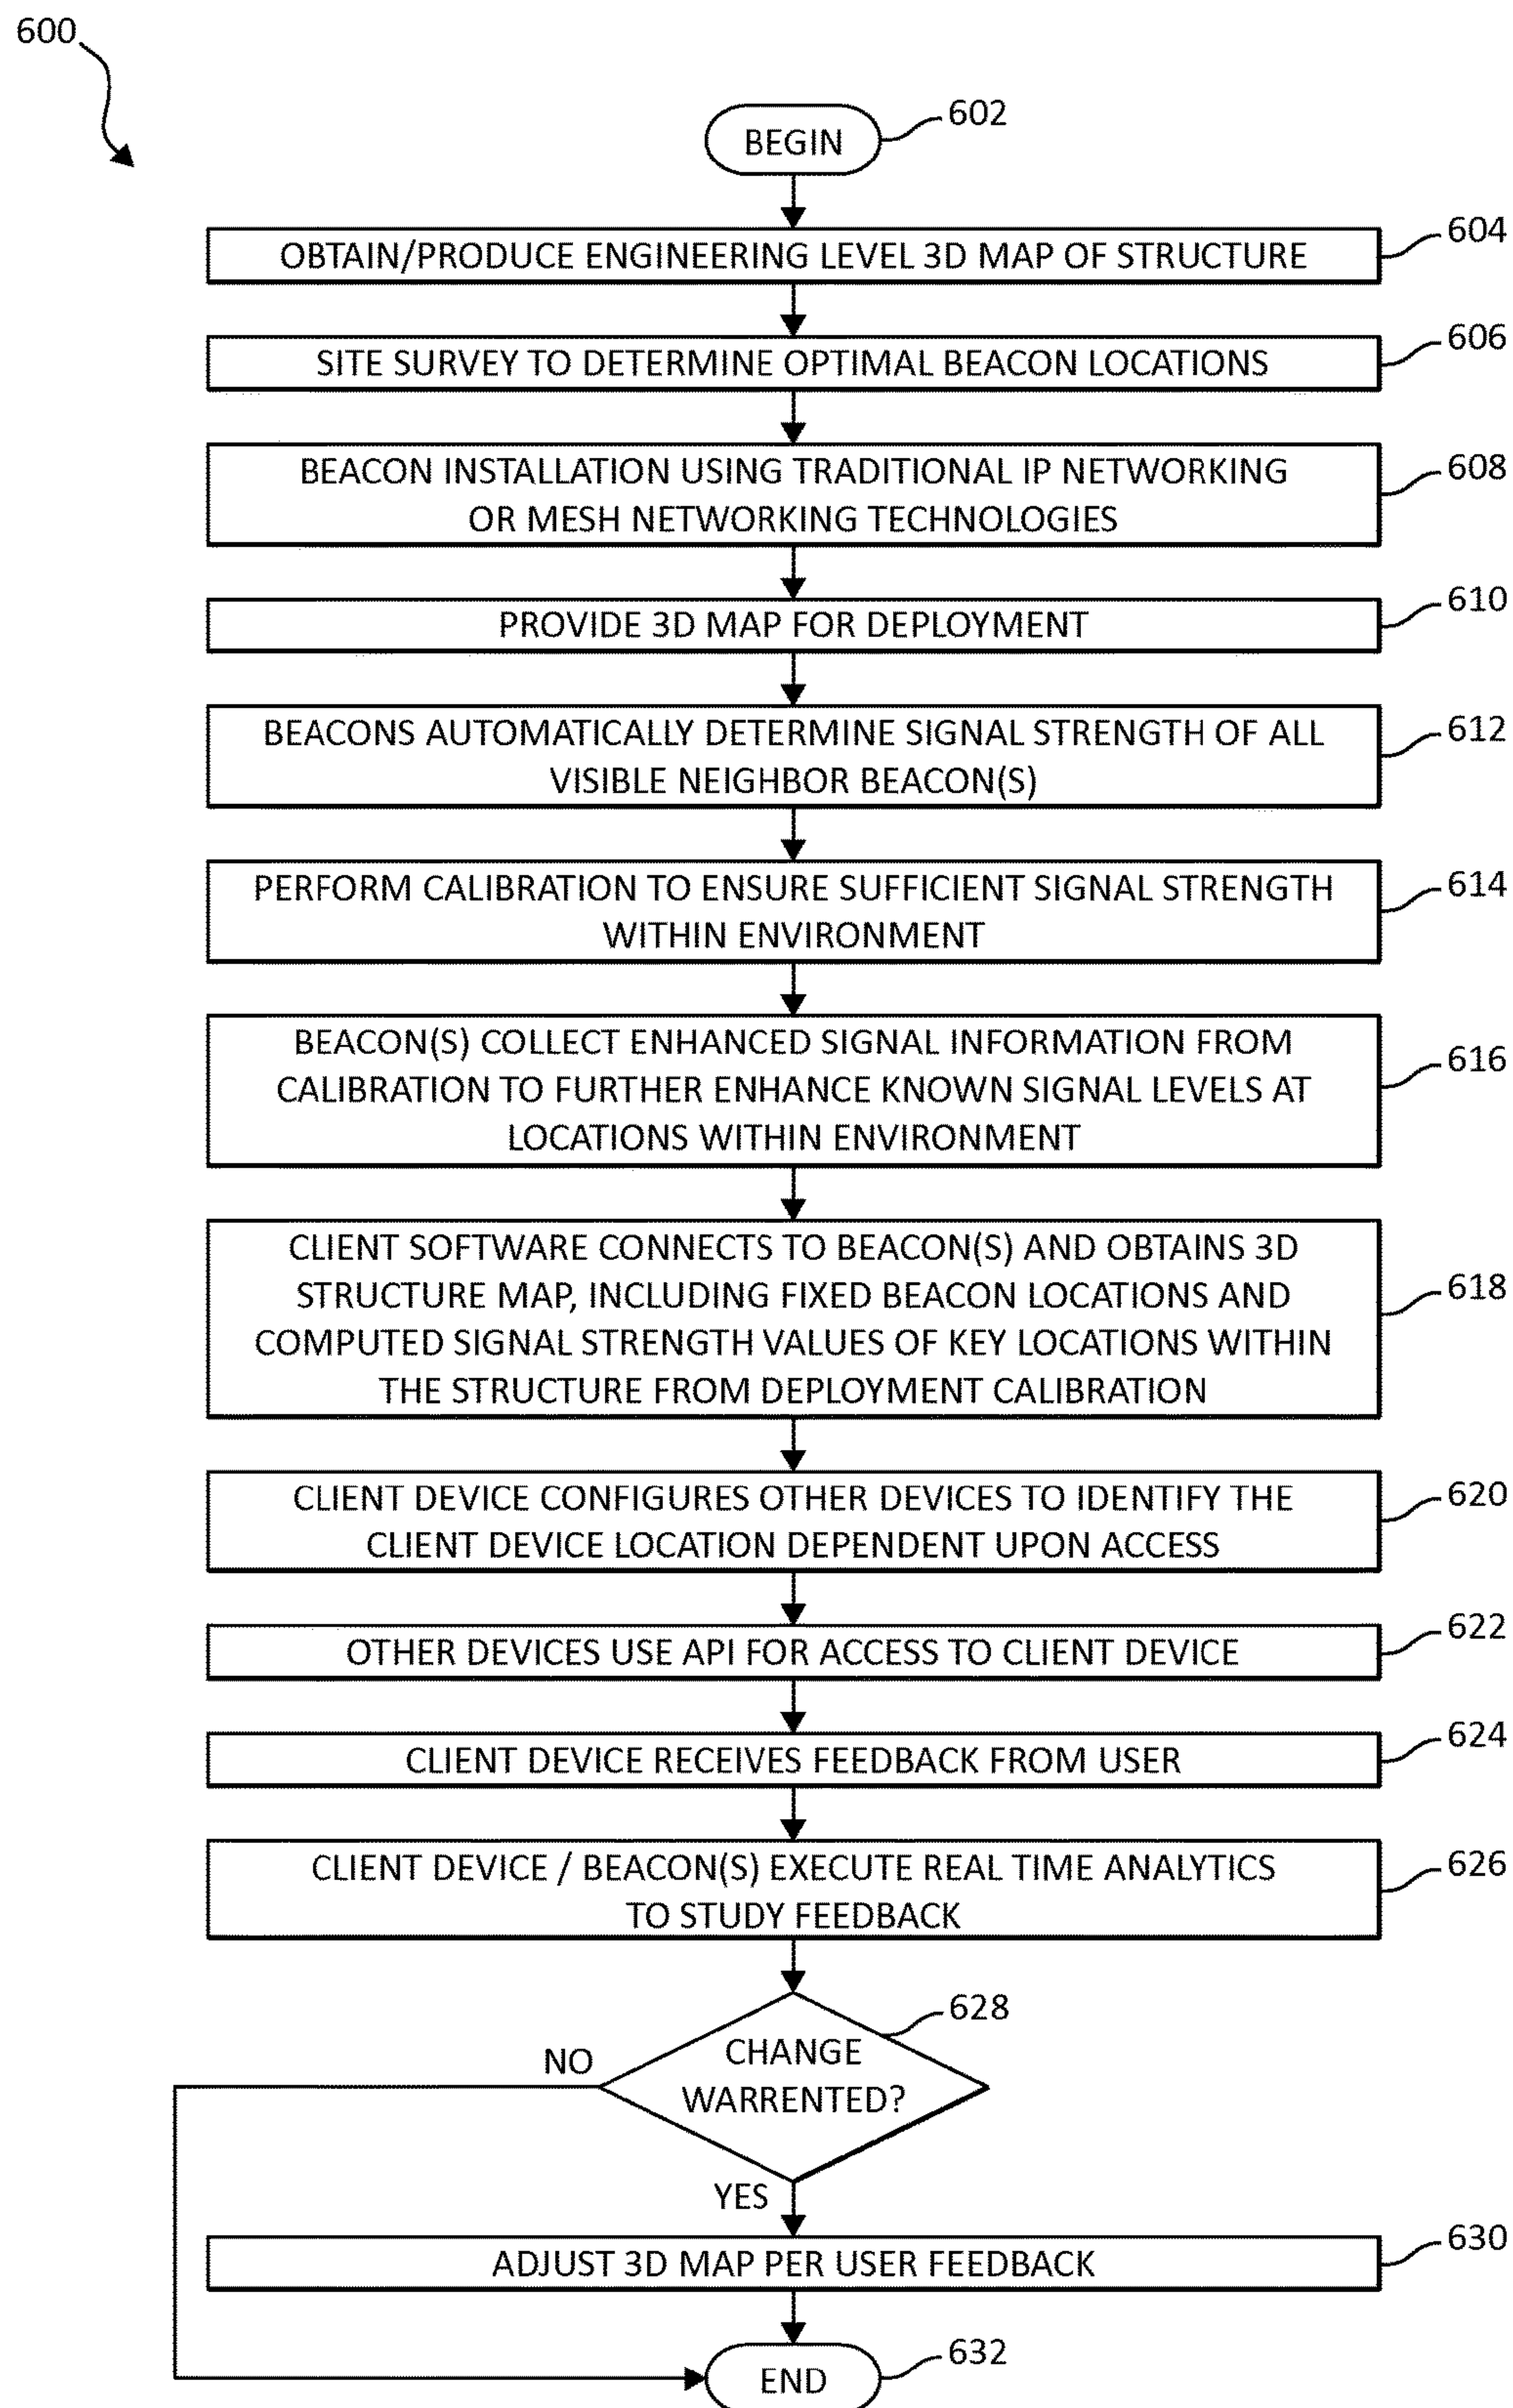 600
BEGIN
602
OBTAIN/PRODUCE ENGINEERING LEVEL 3D MAP OF STRUCTURE
604
SITE SURVEY TO DETERMINE OPTIMAL BEACON LOCATIONS
606
BEACON INSTALLATION USING TRADITIONAL IP NETWORKING
OR MESH NETWORKING TECHNOLOGIES
608
PROVIDE 3D MAP FOR DEPLOYMENT
610
BEACONS AUTOMATICALLY DETERMINE SIGNAL STRENGTH OF ALL
VISIBLE NEIGHBOR BEACON(S)
612
PERFORM CALIBRATION TO ENSURE SUFFICIENT SIGNAL STRENGTH
WITHIN ENVIRONMENT
614
BEACON(S) COLLECT ENHANCED SIGNAL INFORMATION FROM
CALIBRATION TO FURTHER ENHANCE KNOWN SIGNAL LEVELS AT
LOCATIONS WITHIN ENVIRONMENT
616
CLIENT SOFTWARE CONNECTS TO BEACON(S) AND OBTAINS 3D
STRUCTURE MAP, INCLUDING FIXED BEACON LOCATIONS AND
COMPUTED SIGNAL STRENGTH VALUES OF KEY LOCATIONS WITHIN
THE STRUCTURE FROM DEPLOYMENT CALIBRATION
618
CLIENT DEVICE CONFIGURES OTHER DEVICES TO IDENTIFY THE
CLIENT DEVICE LOCATION DEPENDENT UPON ACCESS
620
OTHER DEVICES USE API FOR ACCESS TO CLIENT DEVICE
622
CLIENT DEVICE RECEIVES FEEDBACK FROM USER
624
CLIENT DEVICE / BEACON(S) EXECUTE REAL TIME ANALYTICS
TO STUDY FEEDBACK
626
CHANGE
WARRENTED?
628
NO
YES
ADJUST 3D MAP PER USER FEEDBACK
630
END
632